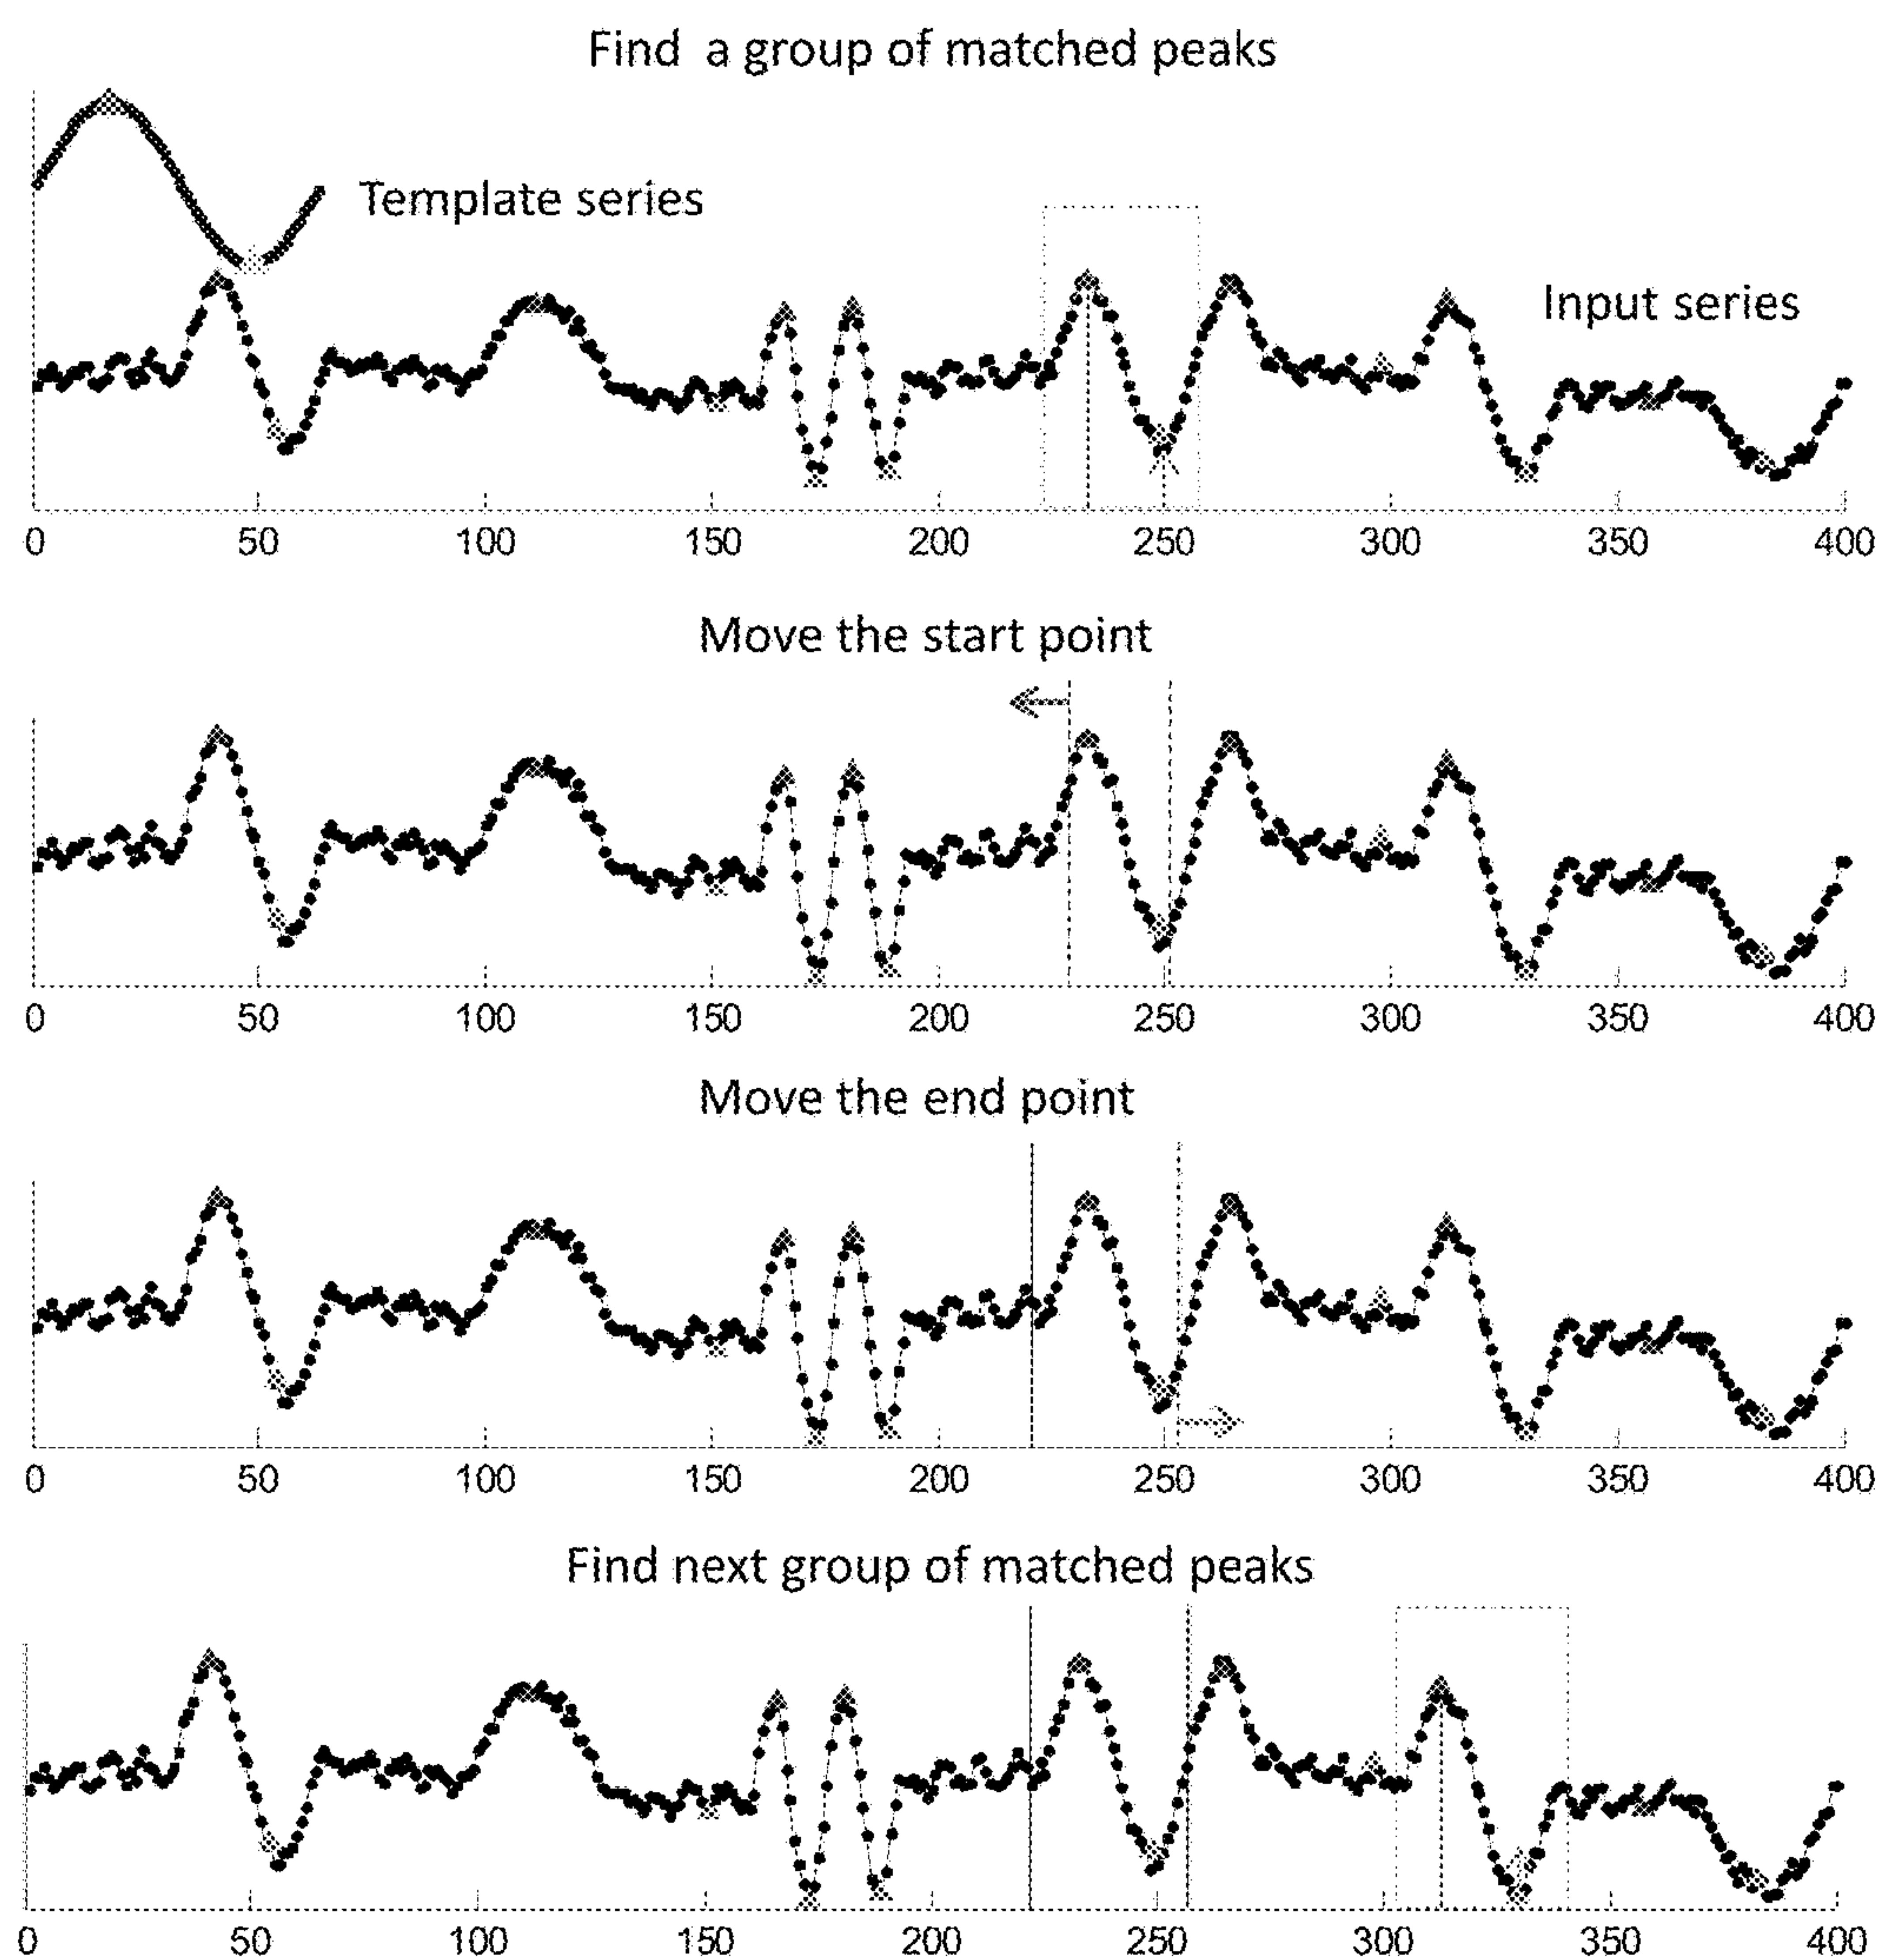 Find a group of matched peaks
Template series
Input series
0 50 100 150 200 250 300 350 400
Move the start point
0 50 100 150 200 250 300 350 400
Move the end point
0 50 100 150 200 250 300 350 400
Find next group of matched peaks
0 50 100 150 200 250 300 350 400